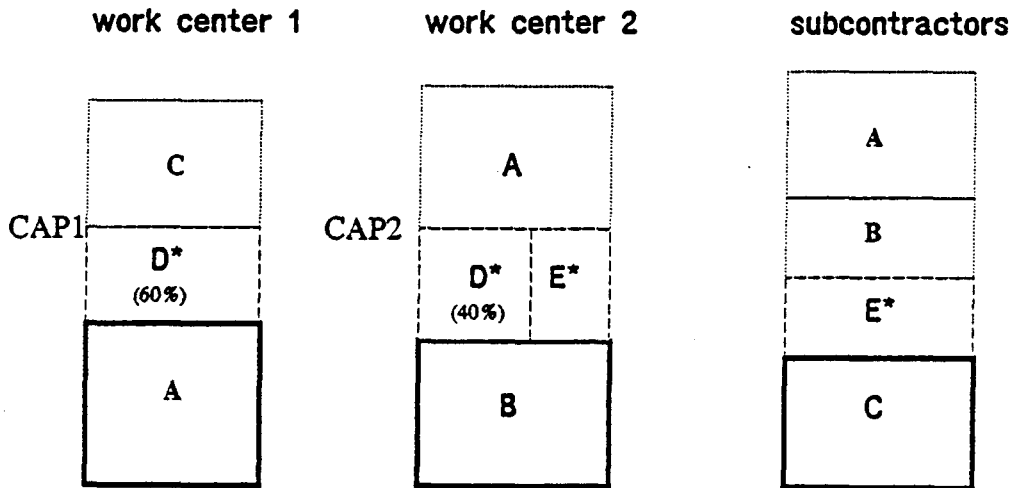 work center 1
work center 2
subcontractors
C
A
A
CAP1
CAP2
B
D*
(60%)
D*
(40%)
E*
E*
A
B
C